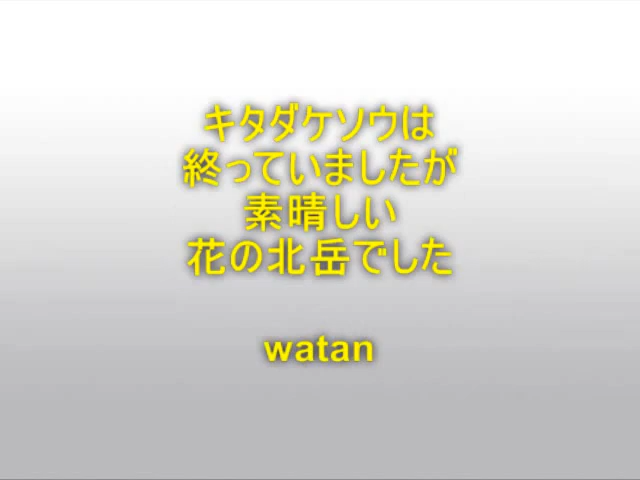 キタダケソウは
終っていましたが
素晴しい
花の北岳でした
watan